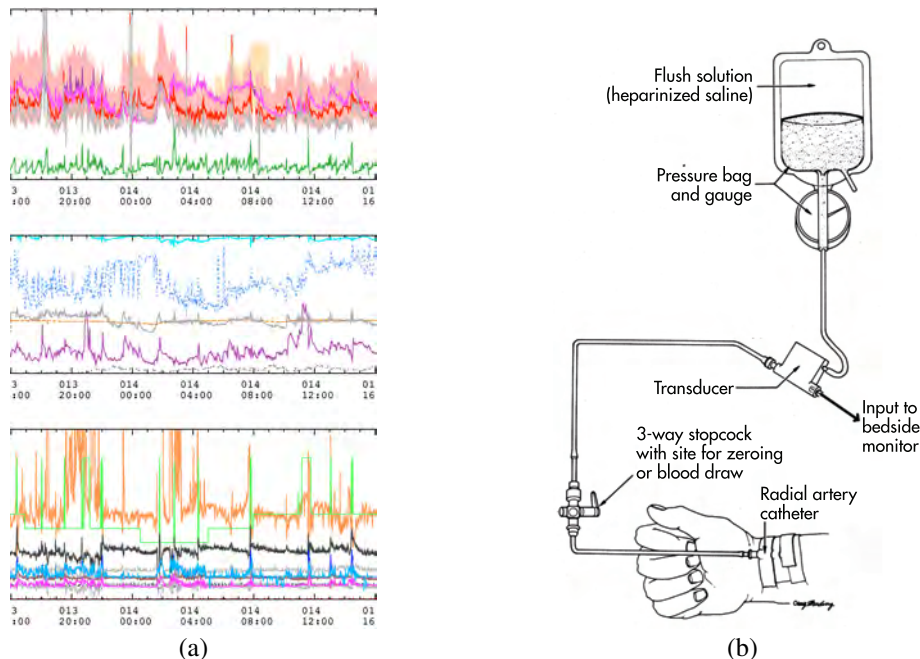 3 013 014 014 014 01
:00 20:00 00:00 04:00 08:00 12:00 16
3 013 014 014 014 014 01
:00 20:00 00:00 04:00 08:00 12:00 16
3 013 014 014 014 014 01
:00 20:00 00:00 04:00 08:00 12:00 16
(a)
Flush solution
(heparinized saline)
Pressure bag
and gauge
Transducer
Input to
bedside
monitor
3-way stopcock
with site for zeroing
or blood draw
Radial artery
catheter
(b)